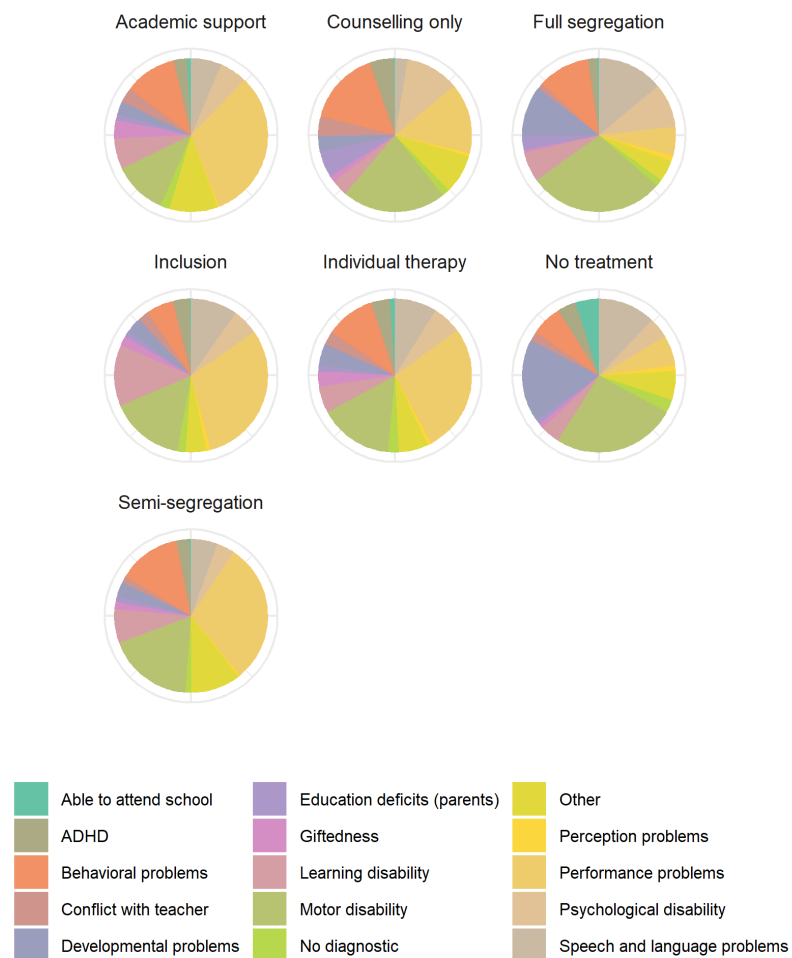 Academic support
Counselling only
Full segregation
Inclusion
Individual therapy
No treatment
Semi-segregation
Able to attend school
ADHD
Behavioral problems
Conflict with teacher
Developmental problems
Education deficits (parents)
Giftedness
Learning disability
Motor disability
No diagnostic
Other
Perception problems
Performance problems
Psychological disability
Speech and language problems